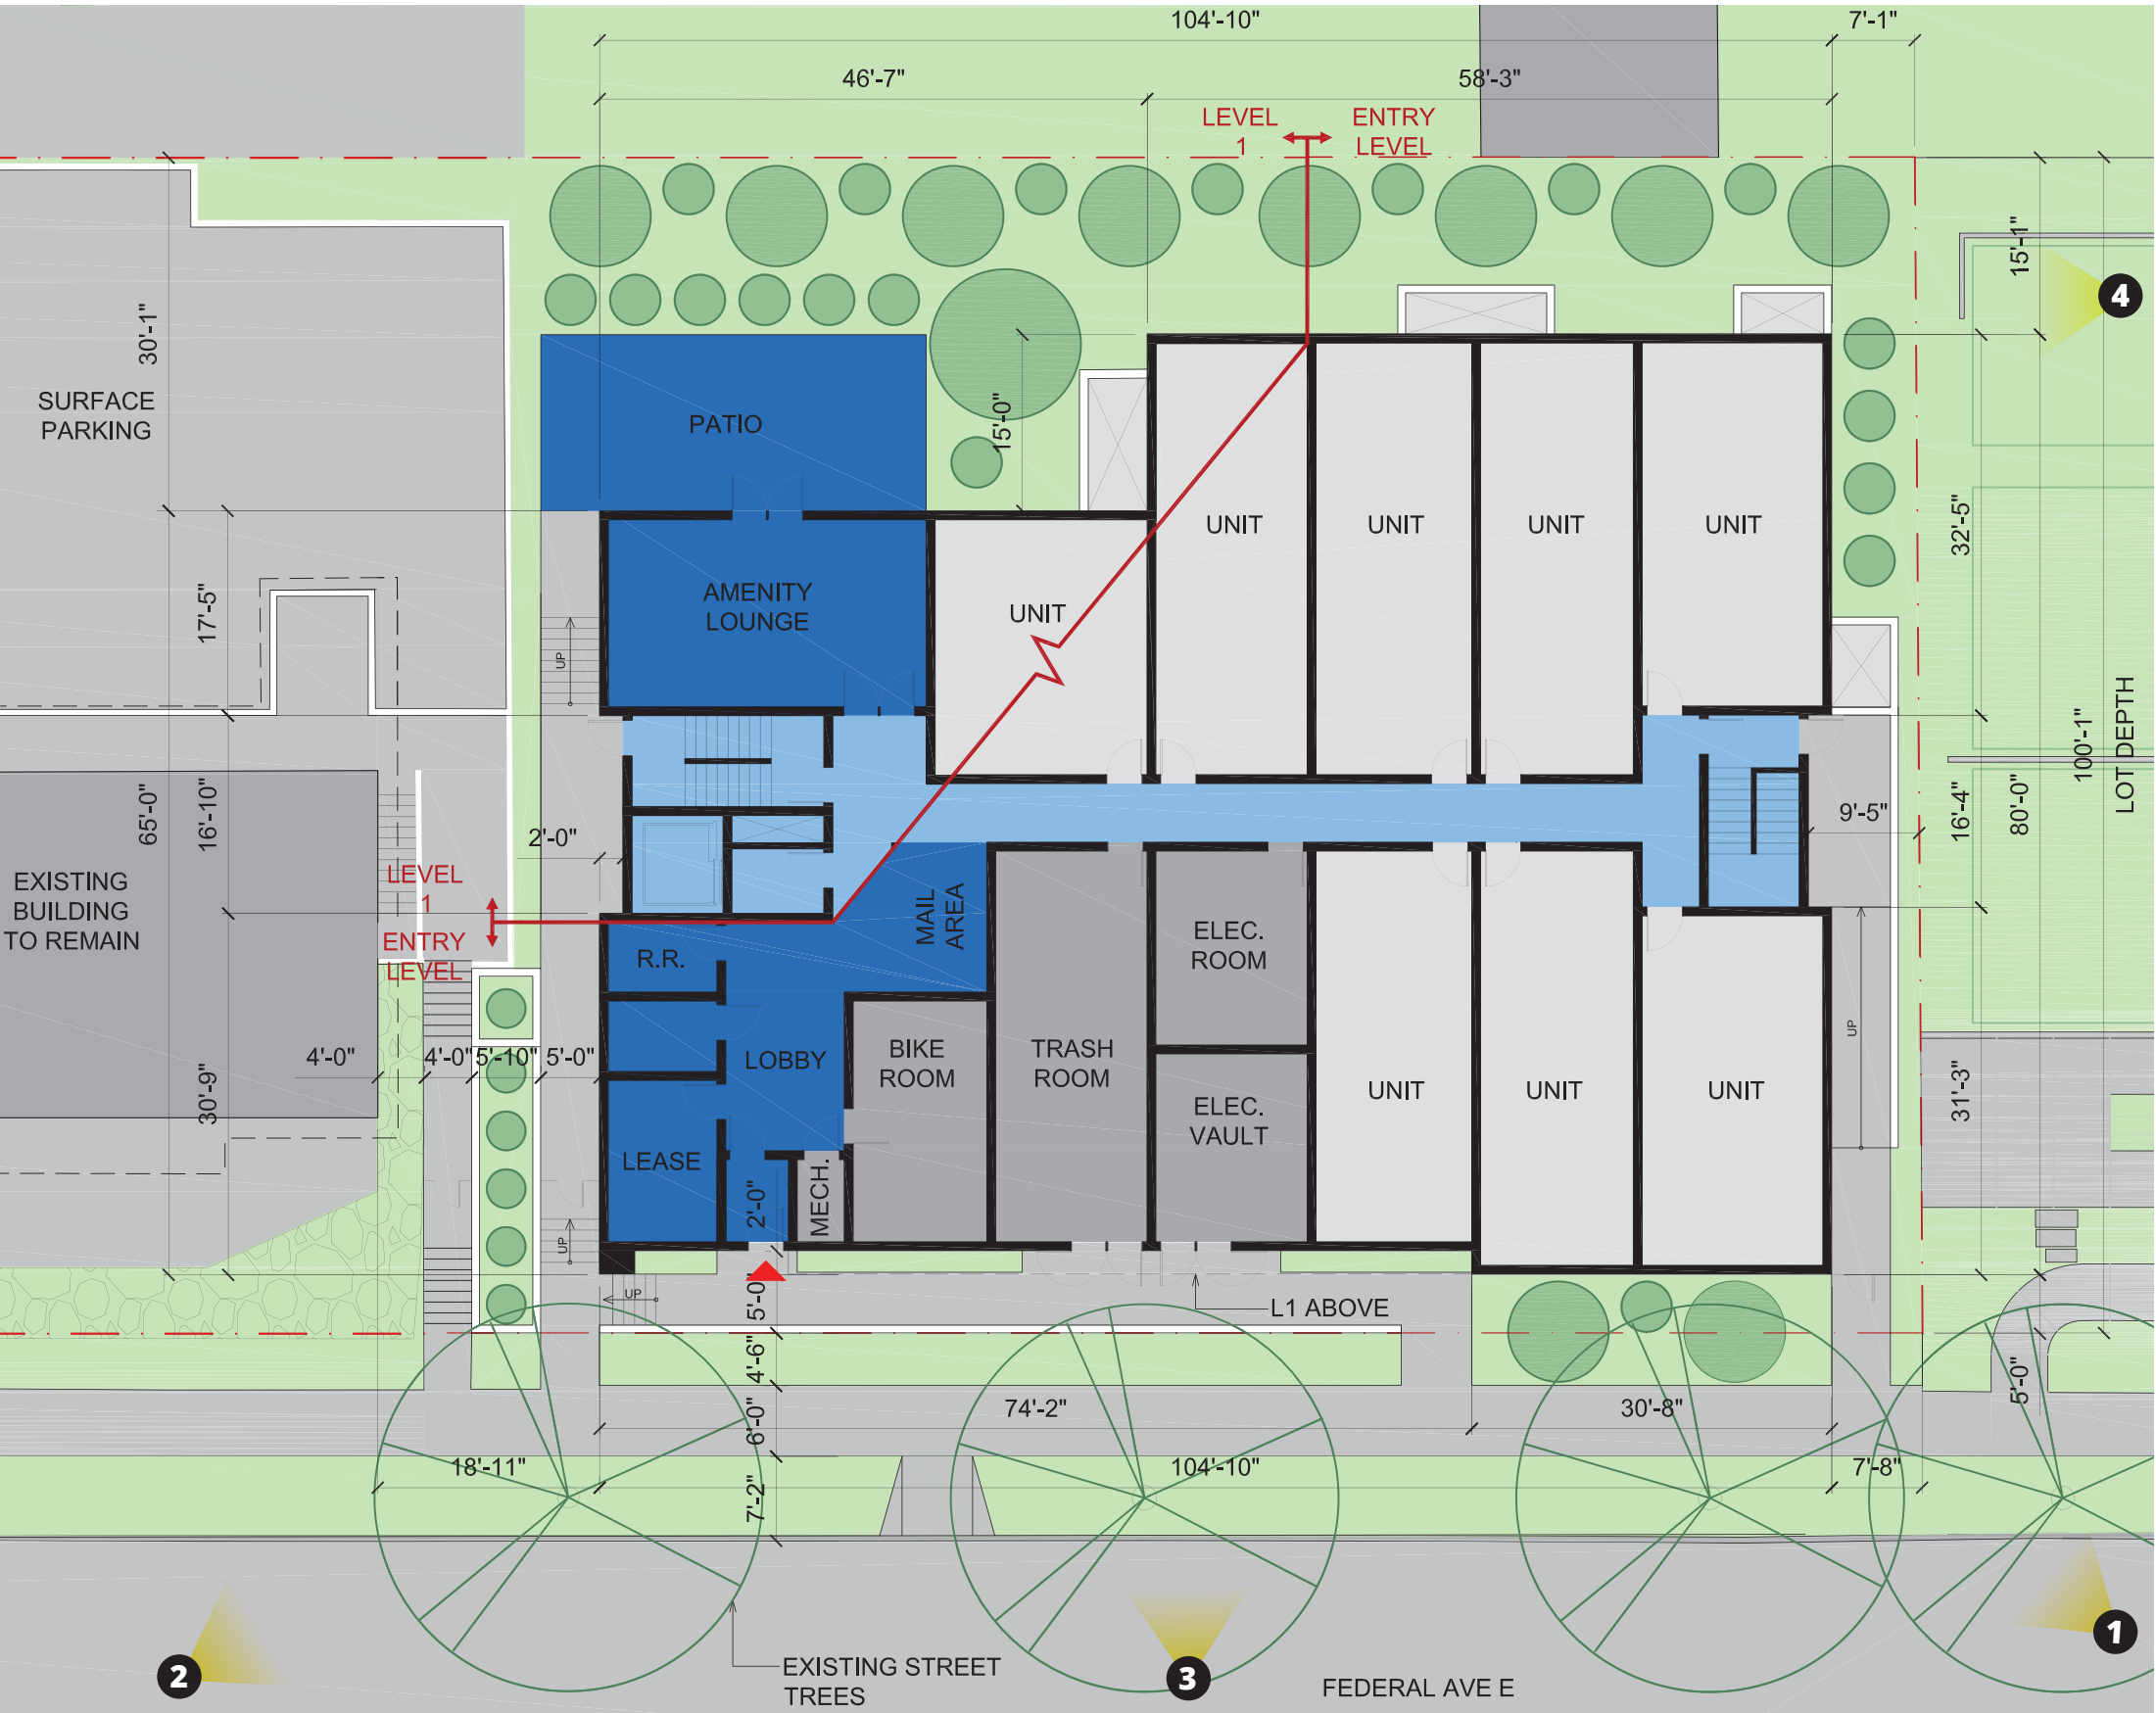 104'-10"
7'-1"
46'-7"
58'-3"
LEVEL
1
ENTRY
LEVEL
15'-1"
4
30'-1"
SURFACE
PARKING
PATIO
15'-0"
UNIT
UNIT
UNIT
UNIT
32'-5"
17'-5"
AMENITY
LOUNGE
UNIT
UP
100'-1"
LOT DEPTH
65'-0"
16'-10"
2'-0"
9'-5"
16'-4"
80'-0"
EXISTING
BUILDING
TO REMAIN
LEVEL
1
ENTRY
LEVEL
MAIL
AREA
R.R.
ELEC.
ROOM
UP
4'-0"
4'-0"
5'-10"
5'-0"
LOBBY
BIKE
ROOM
TRASH
ROOM
ELEC.
VAULT
UNIT
UNIT
UNIT
30'-9"
31'-3"
LEASE
2'-0"
MECH.
UP
UP
5'-0"
L1 ABOVE
4'-6"
5'-0"
74'-2"
30'-8"
6'-0"
18'-11"
104'-10"
7'-8"
7'-2"
2
EXISTING STREET
TREES
3
FEDERAL AVE E
1